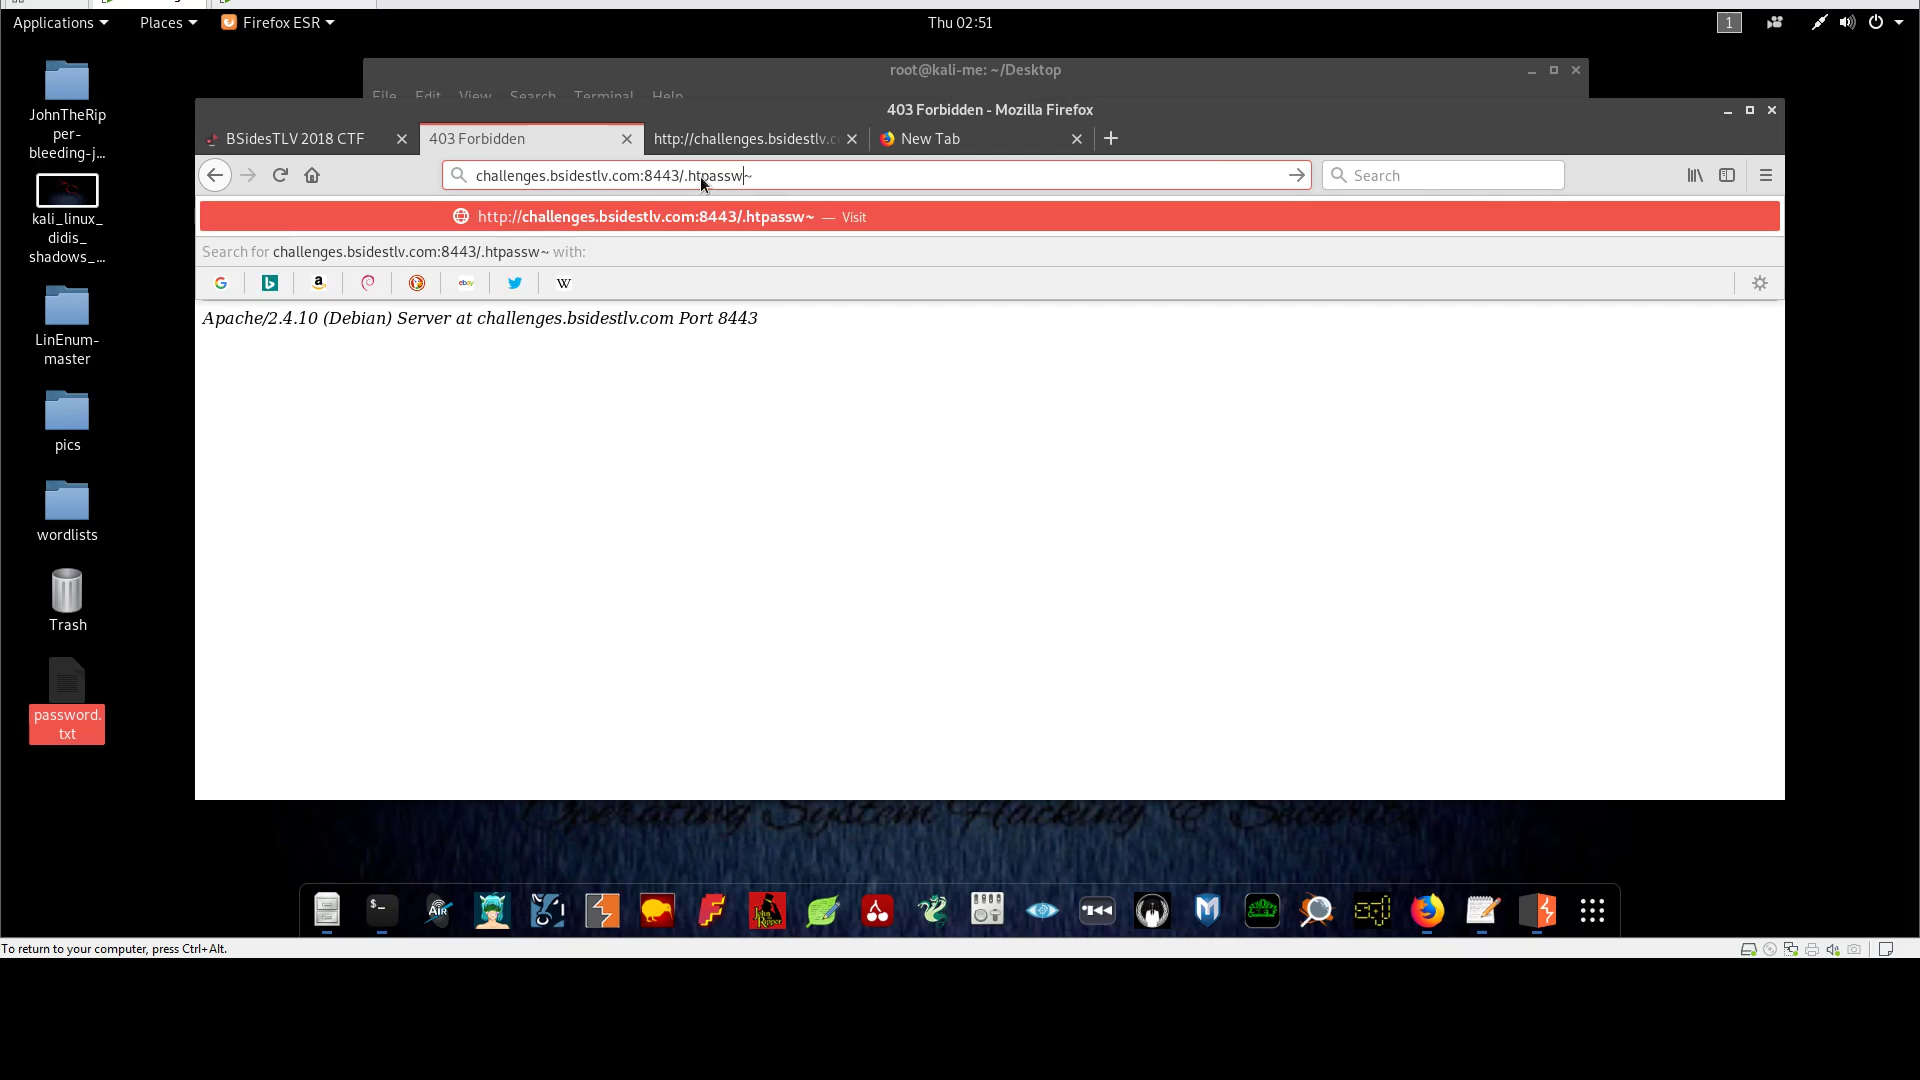 Applications
Places
Firefox ESR
Thu 02:51
1
root@kali-me: ~/Desktop
File Edit View Search Terminal Help
403 Forbidden - Mozilla Firefox
BSidesTLV 2018 CTF
403 Forbidden
http://challenges.bsidestlv.c
New Tab
challenges.bsidestlv.com:8443/.htpassw~
Search
http://challenges.bsidestlv.com:8443/.htpassw~ — Visit
Search for challenges.bsidestlv.com:8443/.htpassw~ with:
Apache/2.4.10 (Debian) Server at challenges.bsidestlv.com Port 8443
JohnTheRip
per-
bleeding-j...
kali_linux_
didis_
shadows_...
LinEnum-
master
pics
wordlists
Trash
password.
txt
Operating System Hacking &
To return to your computer, press Ctrl+Alt.